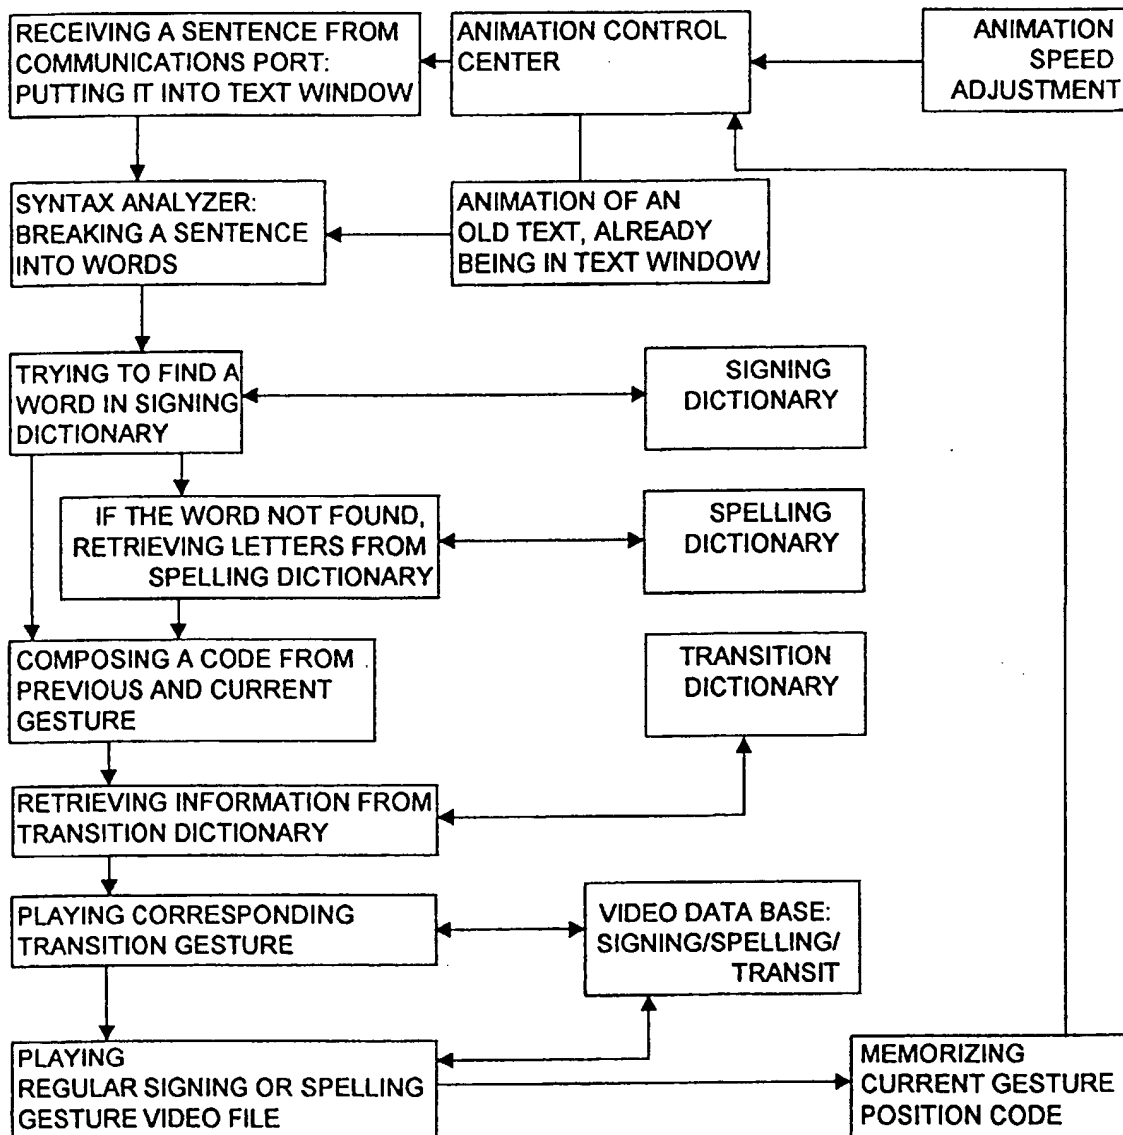 RECEIVING A SENTENCE FROM
COMMUNICATIONS PORT:
PUTTING IT INTO TEXT WINDOW
ANIMATION CONTROL
CENTER
ANIMATION
SPEED
ADJUSTMENT
SYNTAX ANALYZER:
BREAKING A SENTENCE
INTO WORDS
ANIMATION OF AN
OLD TEXT, ALREADY
BEING IN TEXT WINDOW
TRYING TO FIND A
WORD IN SIGNING
DICTIONARY
SIGNING
DICTIONARY
IF THE WORD NOT FOUND,
RETRIEVING LETTERS FROM
SPELLING DICTIONARY
SPELLING
DICTIONARY
COMPOSING A CODE FROM
PREVIOUS AND CURRENT
GESTURE
TRANSITION
DICTIONARY
RETRIEVING INFORMATION FROM
TRANSITION DICTIONARY
PLAYING CORRESPONDING
TRANSITION GESTURE
VIDEO DATA BASE:
SIGNING/SPELLING/
TRANSIT
PLAYING
REGULAR SIGNING OR SPELLING
GESTURE VIDEO FILE
MEMORIZING
CURRENT GESTURE
POSITION CODE